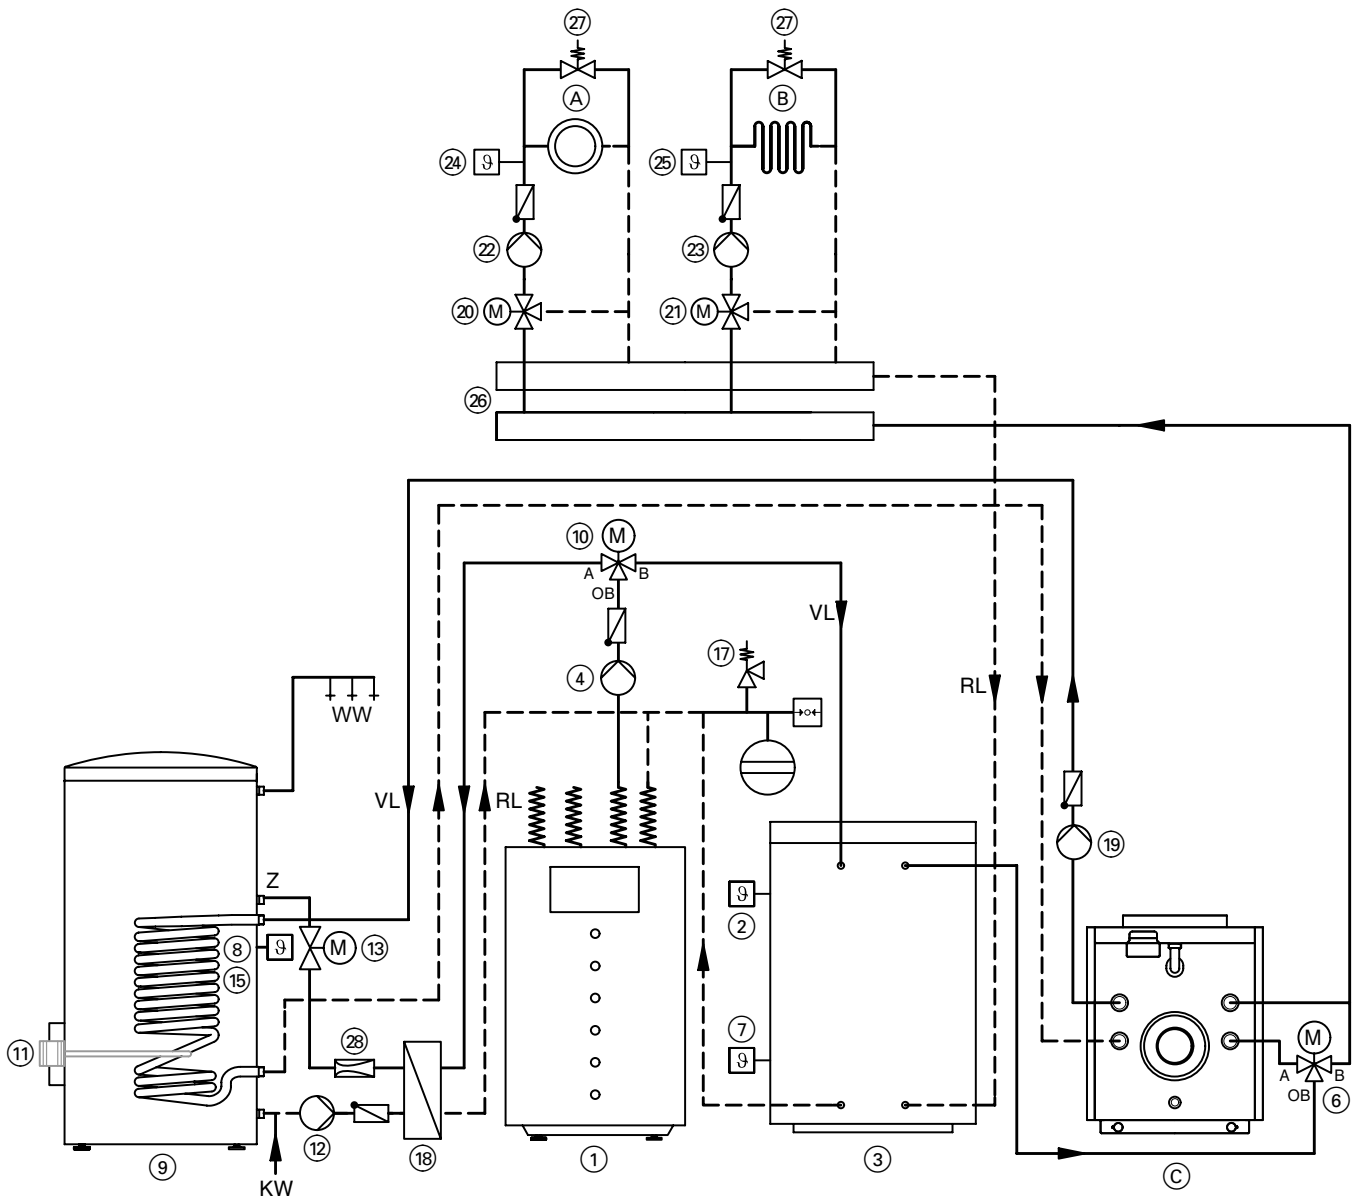 27 27
A B
24 ϑ 25 ϑ
22 23
20 M 21 M
26
10 M
A B
OB
VL
17
4
RL
WW
VL RL
19
Z
ϑ 2
8 ϑ M 13
15
7
ϑ
28
11
M
A B
OB 6
12
18 1 3
9 C
KW